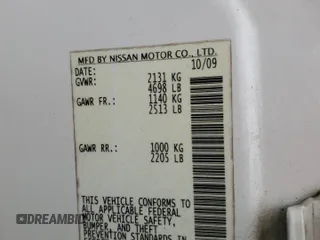 MFD BY NISSAN MOTOR CO., LTD.
DATE: 10/09
GVWR: 2131 KG
4698 LB
GAWR FR.: 1140 KG
2513 LB
GAWR RR.: 1000 KG
2205 LB
THIS VEHICLE CONFORMS TO
ALL APPLICABLE FEDERAL
MOTOR VEHICLE SAFETY,
BUMPER, AND THEFT
PREVENTION STANDARDS IN
DREAMBID